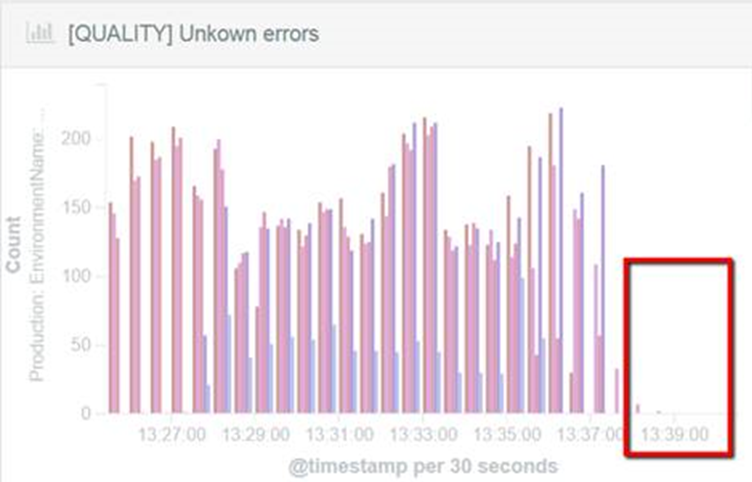 [QUALITY] Unkown errors
Count
Production: EnvironmentName: ...
200
150
100
50
0
13:27:00 13:29:00 13:31:00 13:33:00 13:35:00 13:37:00 13:39:00
@timestamp per 30 seconds